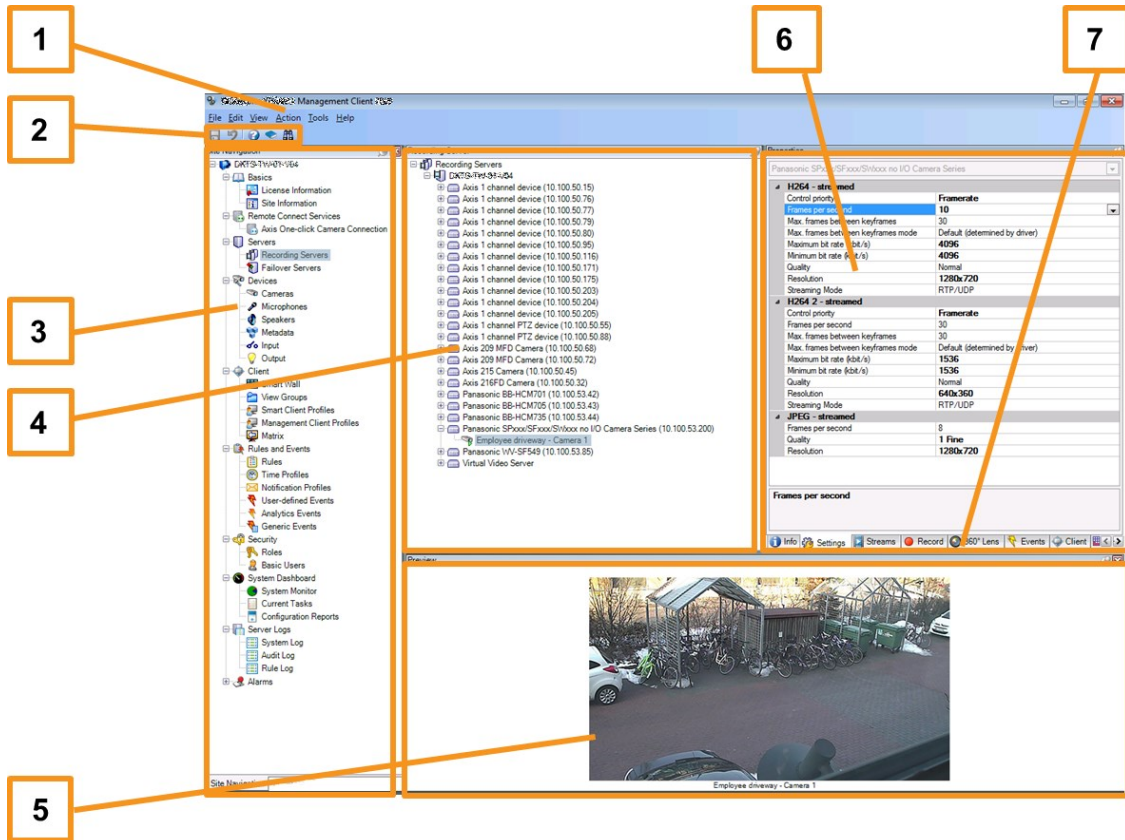 1
6
7
2
3
4
5
Management Client
File Edit View Action Tools Help
Site Navigation
Basics
License Information
Site Information
Remote Connect Services
Axis One-click Camera Connection
Servers
Recording Servers
Failover Servers
Devices
Cameras
Microphones
Speakers
Metadata
Input
Output
Client
Smart Wall
View Groups
Smart Client Profiles
Management Client Profiles
Matrix
Rules and Events
Rules
Time Profiles
Notification Profiles
User-defined Events
Analytics Events
Generic Events
Security
Roles
Basic Users
System Dashboard
System Monitor
Current Tasks
Configuration Reports
Server Logs
System Log
Audit Log
Rule Log
Alarms
Site Navigation
Recording Server
Recording Servers
Axis 1 channel device (10.100.50.15)
Axis 1 channel device (10.100.50.76)
Axis 1 channel device (10.100.50.77)
Axis 1 channel device (10.100.50.79)
Axis 1 channel device (10.100.50.80)
Axis 1 channel device (10.100.50.95)
Axis 1 channel device (10.100.50.116)
Axis 1 channel device (10.100.50.171)
Axis 1 channel device (10.100.50.175)
Axis 1 channel device (10.100.50.203)
Axis 1 channel device (10.100.50.204)
Axis 1 channel device (10.100.50.205)
Axis 1 channel PTZ device (10.100.50.55)
Axis 1 channel PTZ device (10.100.50.88)
Axis 209 MFD Camera (10.100.50.68)
Axis 209 MFD Camera (10.100.50.72)
Axis 215 Camera (10.100.50.45)
Axis 216FD Camera (10.100.50.32)
Panasonic BB-HCM701 (10.100.53.42)
Panasonic BB-HCM705 (10.100.53.43)
Panasonic BB-HCM735 (10.100.53.44)
Panasonic SPxxx/SFxxx/SWxxx no I/O Camera Series (10.100.53.200)
Employee driveway - Camera 1
Panasonic WV-SF549 (10.100.53.85)
Virtual Video Server
Properties
Panasonic SPxxx/SFxxx/SWxxx no I/O Camera Series
H264 - streamed
Control priority Framerate
Frames per second 10
Max. frames between keyframes 30
Max. frames between keyframes mode Default (determined by driver)
Maximum bit rate (kbit/s) 4096
Minimum bit rate (kbit/s) 4096
Quality Normal
Resolution 1280x720
Streaming Mode RTP/UDP
H264 2 - streamed
Control priority Framerate
Frames per second 30
Max. frames between keyframes 30
Max. frames between keyframes mode Default (determined by driver)
Maximum bit rate (kbit/s) 1536
Minimum bit rate (kbit/s) 1536
Quality Normal
Resolution 640x360
Streaming Mode RTP/UDP
JPEG - streamed
Frames per second 8
Quality 1 Fine
Resolution 1280x720
Frames per second
Info Settings Streams Record 360° Lens Events Client
Preview
Employee driveway - Camera 1